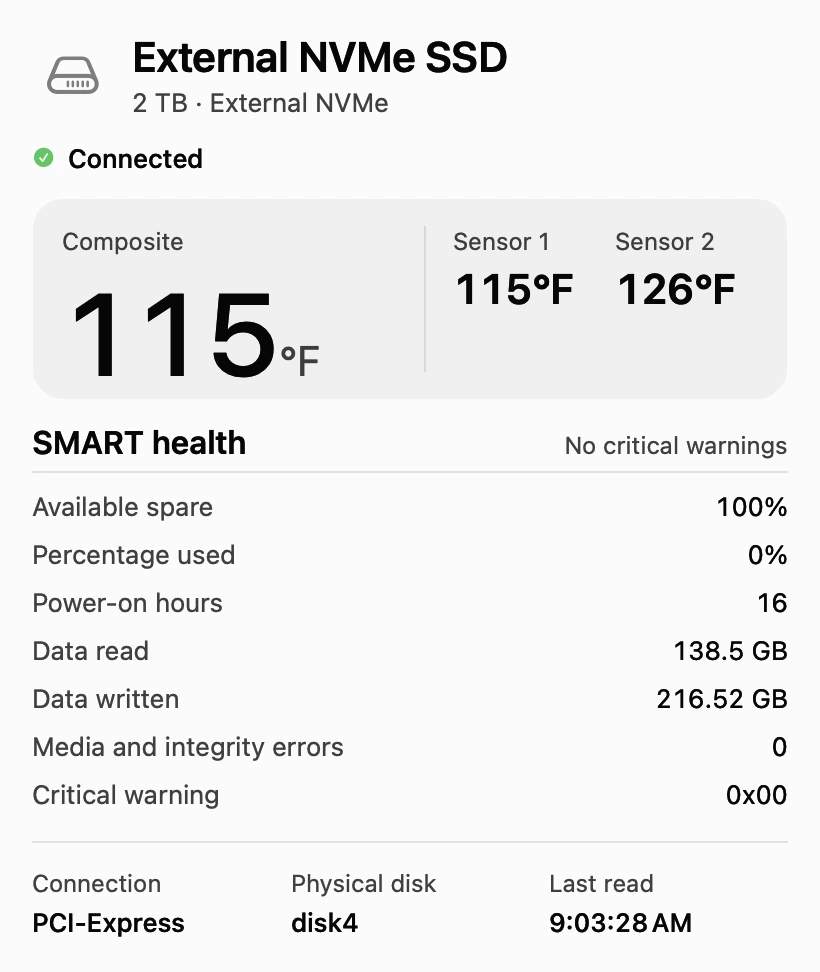 External NVMe SSD
2 TB · External NVMe
Connected
Composite
115°F
Sensor 1
115°F
Sensor 2
126°F
SMART health
No critical warnings
Available spare 100%
Percentage used 0%
Power-on hours 16
Data read 138.5 GB
Data written 216.52 GB
Media and integrity errors 0
Critical warning 0x00
Connection
PCI-Express
Physical disk
disk4
Last read
9:03:28 AM